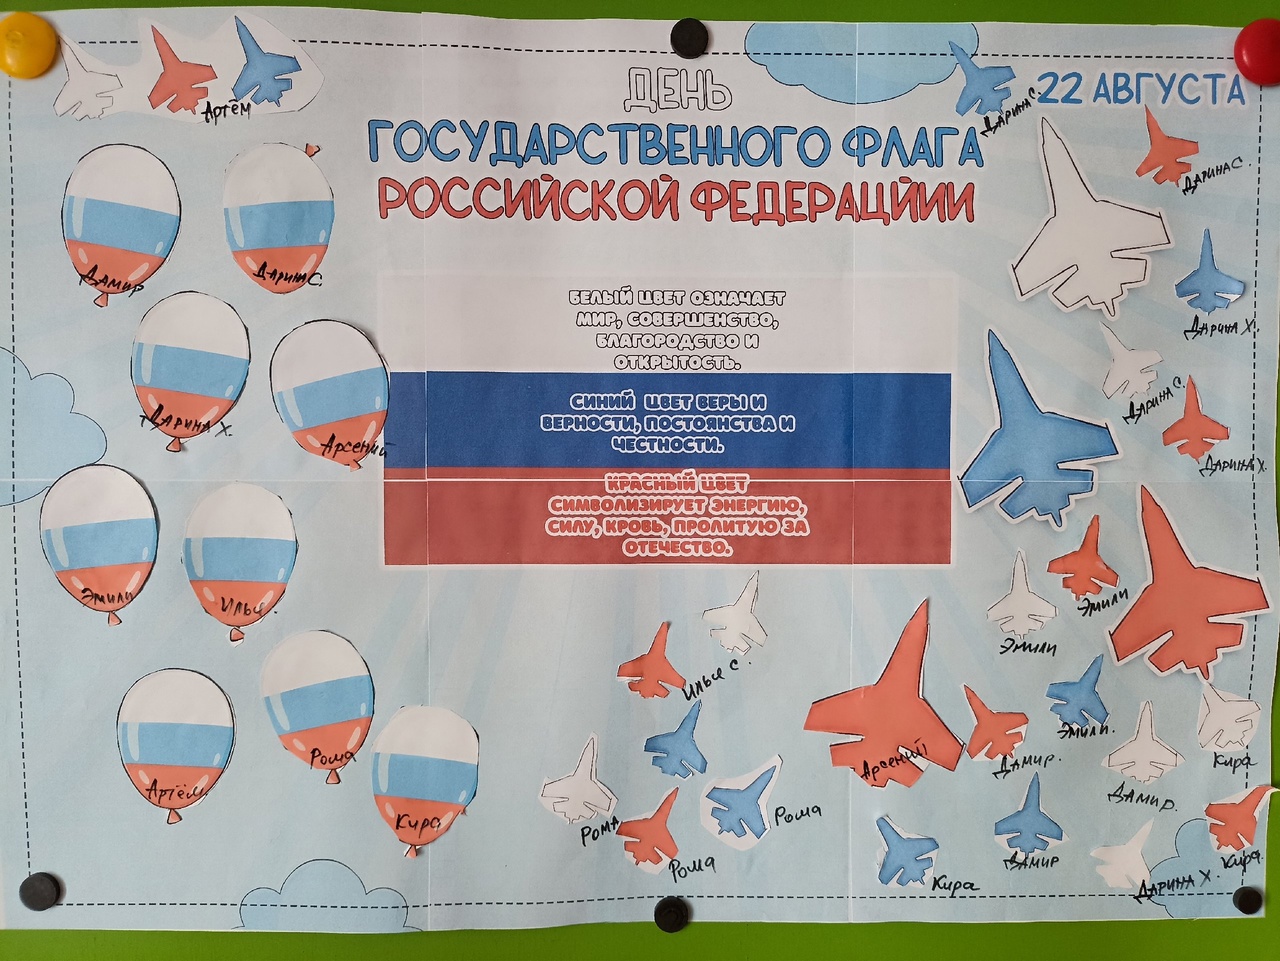 ДЕНЬ
22 АВГУСТА
ГОСУДАРСТВЕННОГО ФЛАГА
РОССИЙСКОЙ ФЕДЕРАЦЙИИ
БЕЛЫЙ ЦВЕТ ОЗНАЧАЕТ
МИР, СОВЕРШЕНСТВО,
БЛАГОРОДСТВО И
ОТКРЫТОСТЬ.
СИНИЙ ЦВЕТ ВЕРЫ И
ВЕРНОСТИ, ПОСТОЯНСТВА И
ЧЕСТНОСТИ.
КРАСНЫЙ ЦВЕТ
СИМВОЛИЗИРУЕТ ЭНЕРГИЮ,
СИЛУ, КРОВЬ, ПРОЛИТУЮ ЗА
ОТЕЧЕСТВО.
Артём
Дамир
Дарина С.
Дарина Х.
Арсений
Эмили
Илья
Рома
Артём
Кира
Дарина С.
Дарина С.
Дарина Х.
Дарина С.
Дарина Х.
Эмили
Эмили
Илья С.
Эмили.
Арсений
Дамир.
Кира
Дамир.
Рома
Рома
Рома
Дамир
Кира
Кира
Дарина Х.